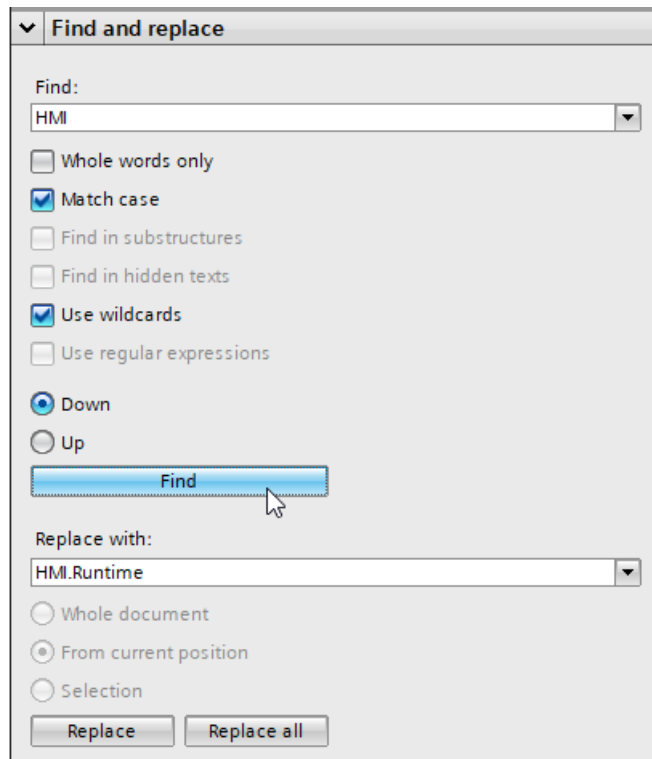 Find and replace
Find:
HMI
Whole words only
Match case
Find in substructures
Find in hidden texts
Use wildcards
Use regular expressions
Down
Up
Find
Replace with:
HMI.Runtime
Whole document
From current position
Selection
Replace Replace all